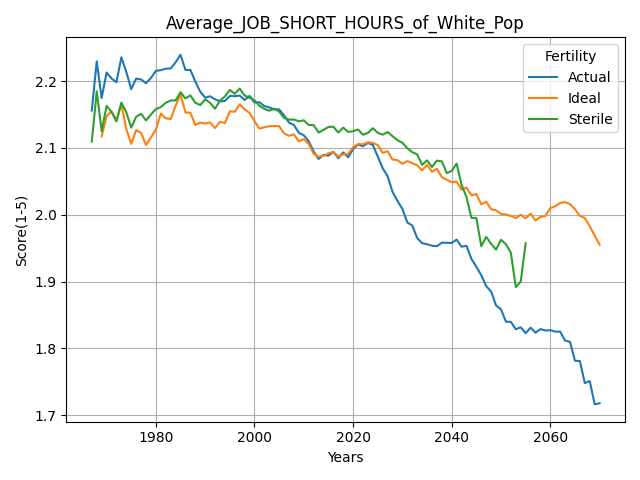 Average_JOB_SHORT_HOURS_of_White_Pop
Fertility
Actual
Ideal
Sterile
Score(1-5)
2.2
2.1
2.0
1.9
1.8
1.7
1980 2000 2020 2040 2060
Years